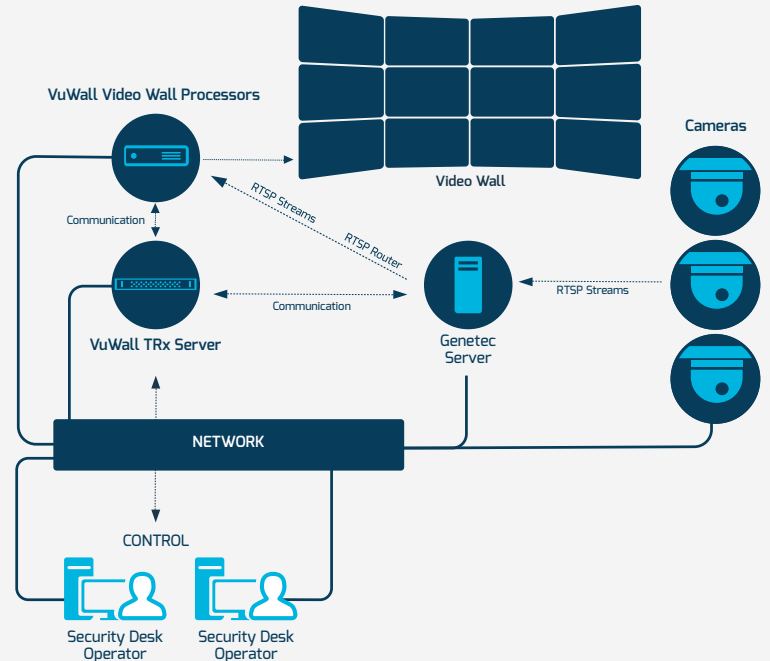 VuWall Video Wall Processors
Cameras
Video Wall
RTSP Streams
RTSP Router
Communication
Communication
RTSP Streams
VuWall TRx Server
Genetec
Server
NETWORK
CONTROL
Security Desk
Operator
Security Desk
Operator